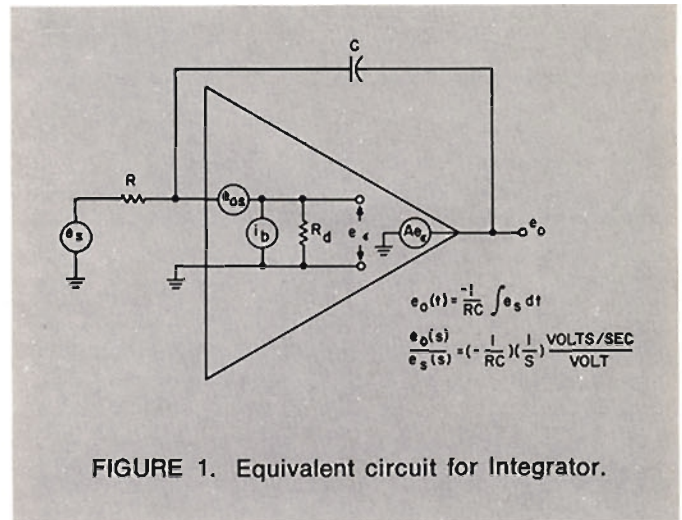 C
R
e_os
e_s
i_b
R_d
e_ϵ
Ae_ϵ
e_o
e_o(t) = -1/RC ∫ e_s dt
e_o(s)/e_s(s) = (- 1/RC)(1/S) VOLTS/SEC/VOLT
FIGURE 1. Equivalent circuit for Integrator.